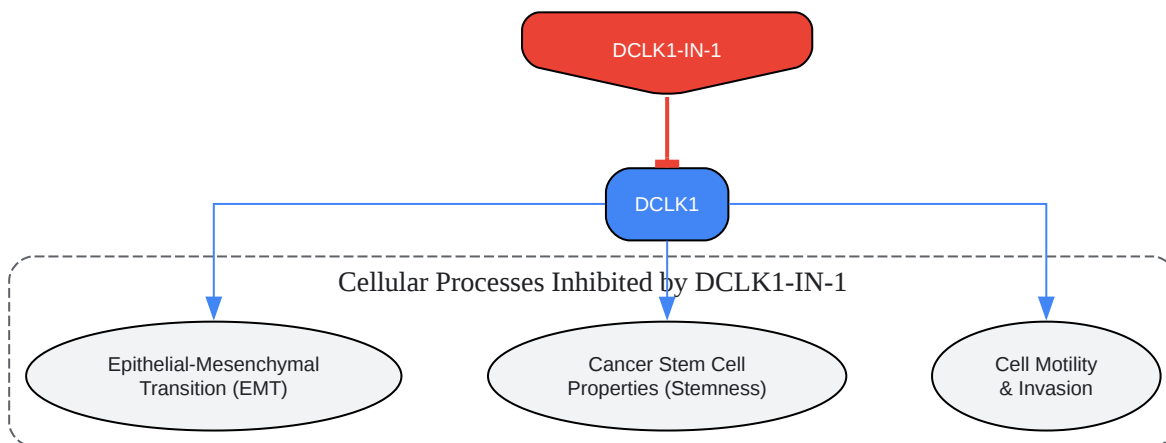 DCLK1-IN-1
DCLK1
Cellular Processes Inhibited by DCLK1-IN-1
Epithelial-Mesenchymal
Transition (EMT)
Cancer Stem Cell
Properties (Stemness)
Cell Motility
& Invasion